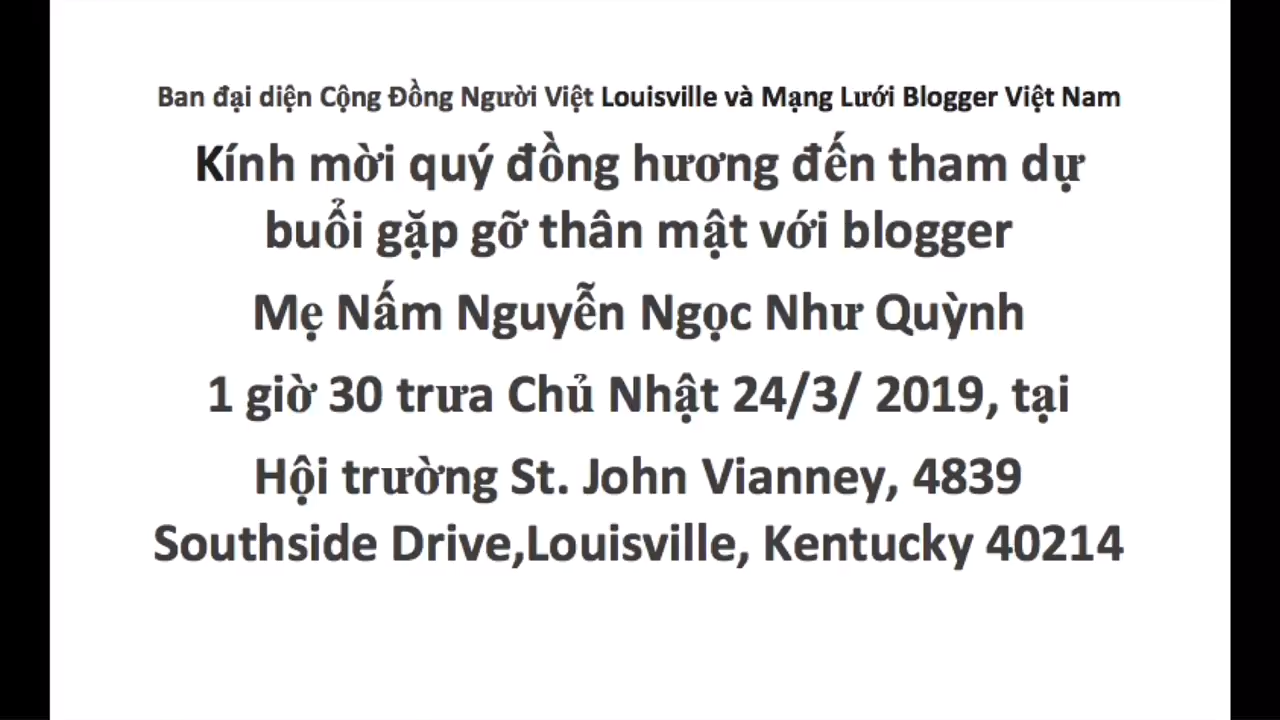 Ban đại diện Cộng Đồng Người Việt Louisville và Mạng Lưới Blogger Việt Nam
Kính mời quý đồng hương đến tham dự
buổi gặp gỡ thân mật với blogger
Mẹ Nấm Nguyễn Ngọc Như Quỳnh
1 giờ 30 trưa Chủ Nhật 24/3/ 2019, tại
Hội trường St. John Vianney, 4839
Southside Drive,Louisville, Kentucky 40214